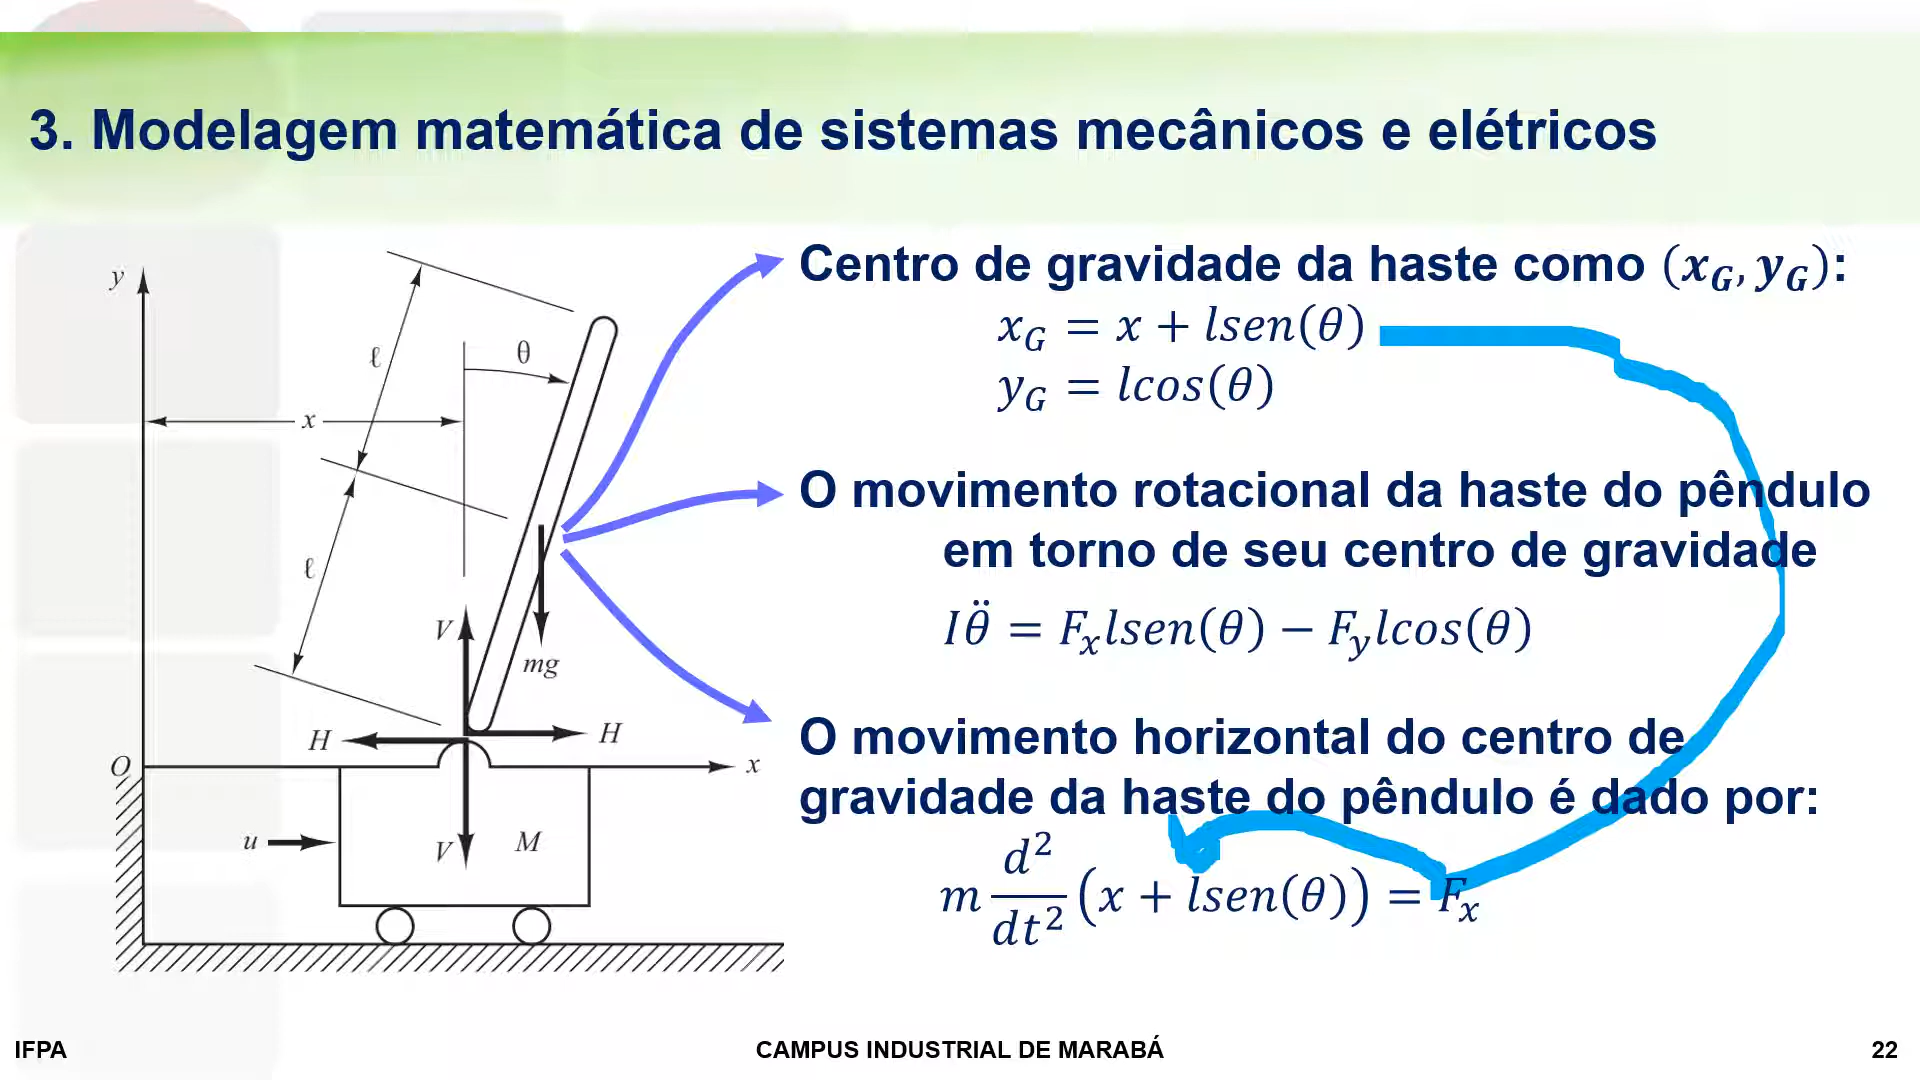 3. Modelagem matemática de sistemas mecânicos e elétricos
y
ℓ
θ
x
ℓ
V
mg
H
H
O
x
u
V
M
Centro de gravidade da haste como (x_G, y_G):
x_G = x + lsen(θ)
y_G = lcos(θ)
O movimento rotacional da haste do pêndulo
em torno de seu centro de gravidade
Iθ̈ = F_x lsen(θ) − F_y lcos(θ)
O movimento horizontal do centro de
gravidade da haste do pêndulo é dado por:
m d²/dt² (x + lsen(θ)) = F_x
IFPA
CAMPUS INDUSTRIAL DE MARABÁ
22